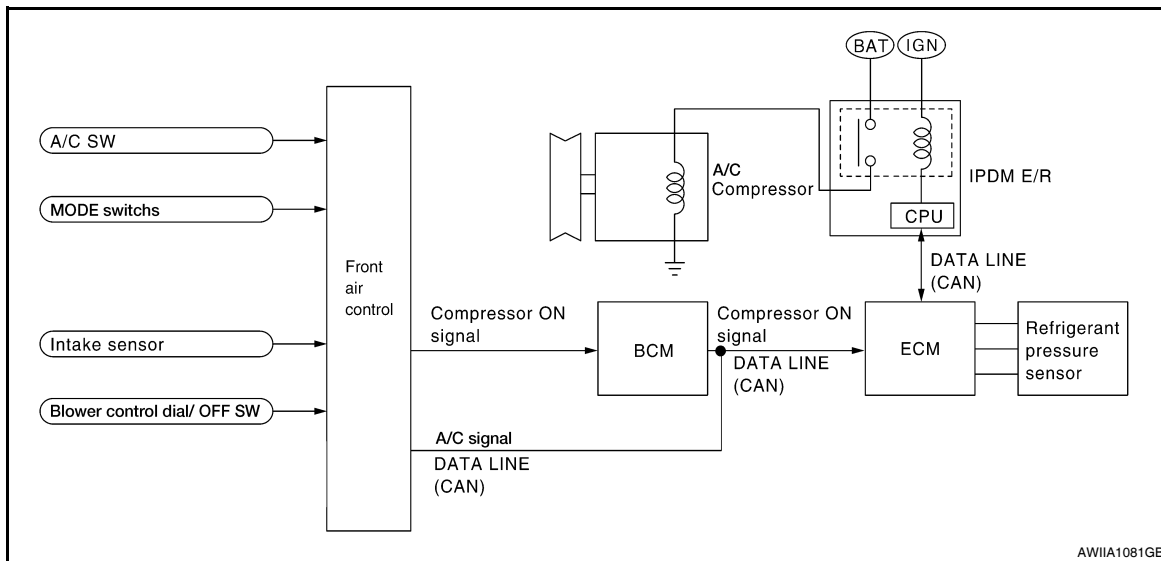 BAT
IGN
A/C SW
MODE switchs
Intake sensor
Blower control dial/ OFF SW
Front
air
control
A/C
Compressor
IPDM E/R
CPU
DATA LINE
(CAN)
Compressor ON
signal
BCM
Compressor ON
signal
DATA LINE
(CAN)
ECM
Refrigerant
pressure
sensor
A/C signal
DATA LINE
(CAN)
AWIIA1081GB